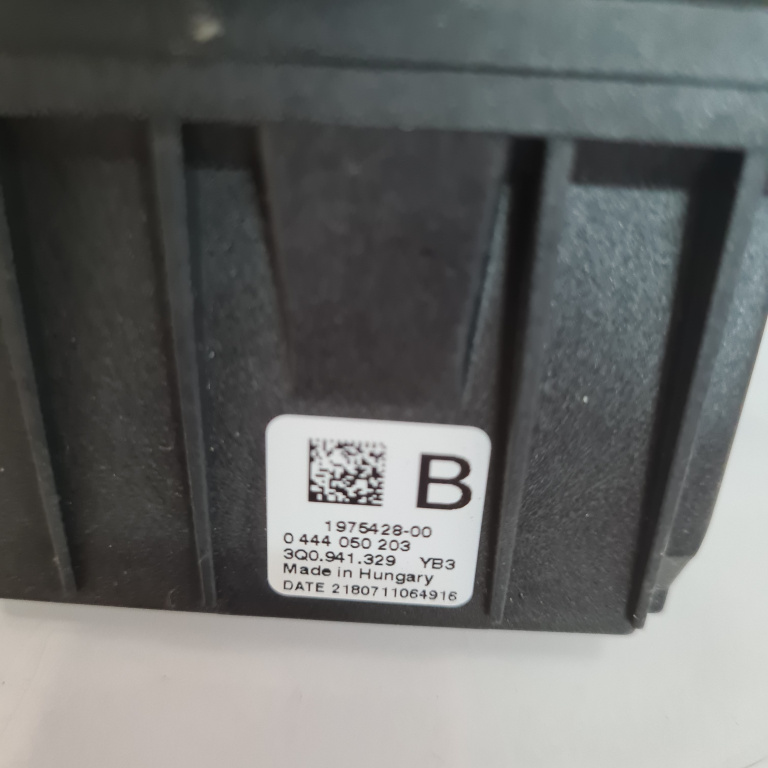 B
1975428-00
0 444 050 203
3Q0.941.329 YB3
Made in Hungary
DATE 2180711064916